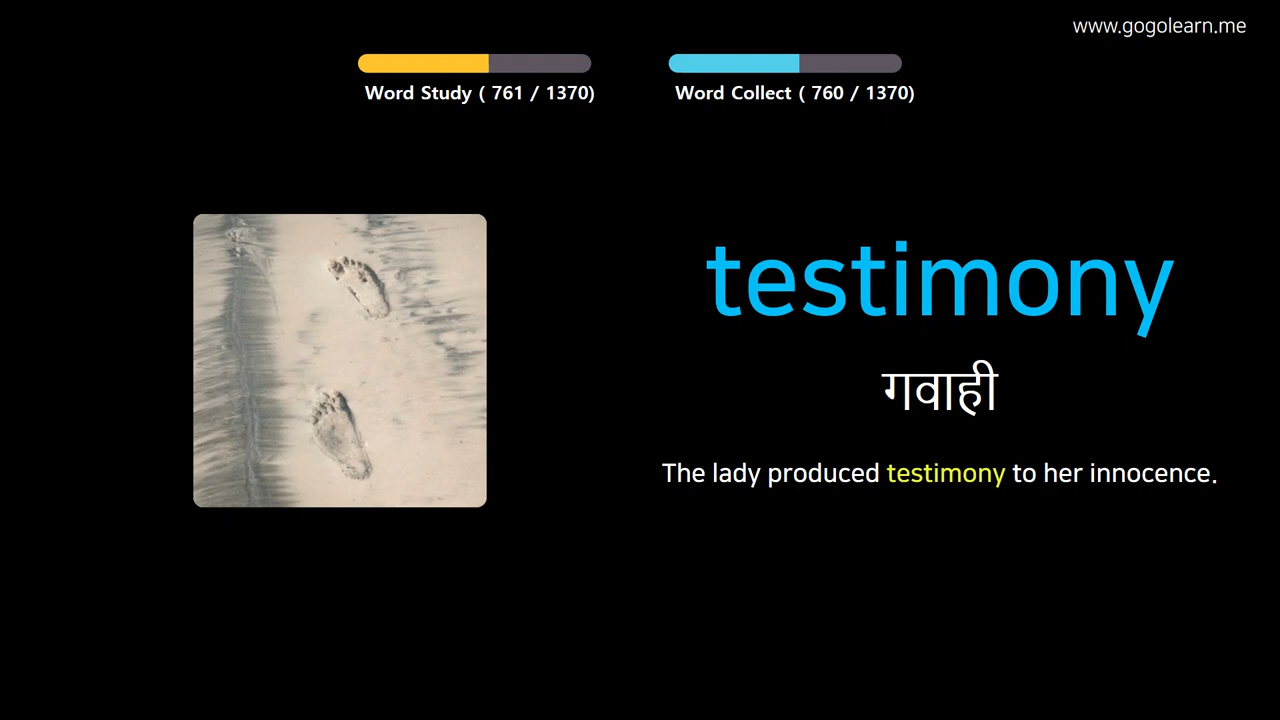 www.gogolearn.me
Word Study ( 761 / 1370)
Word Collect ( 760 / 1370)
testimony
गवाही
The lady produced testimony to her innocence.